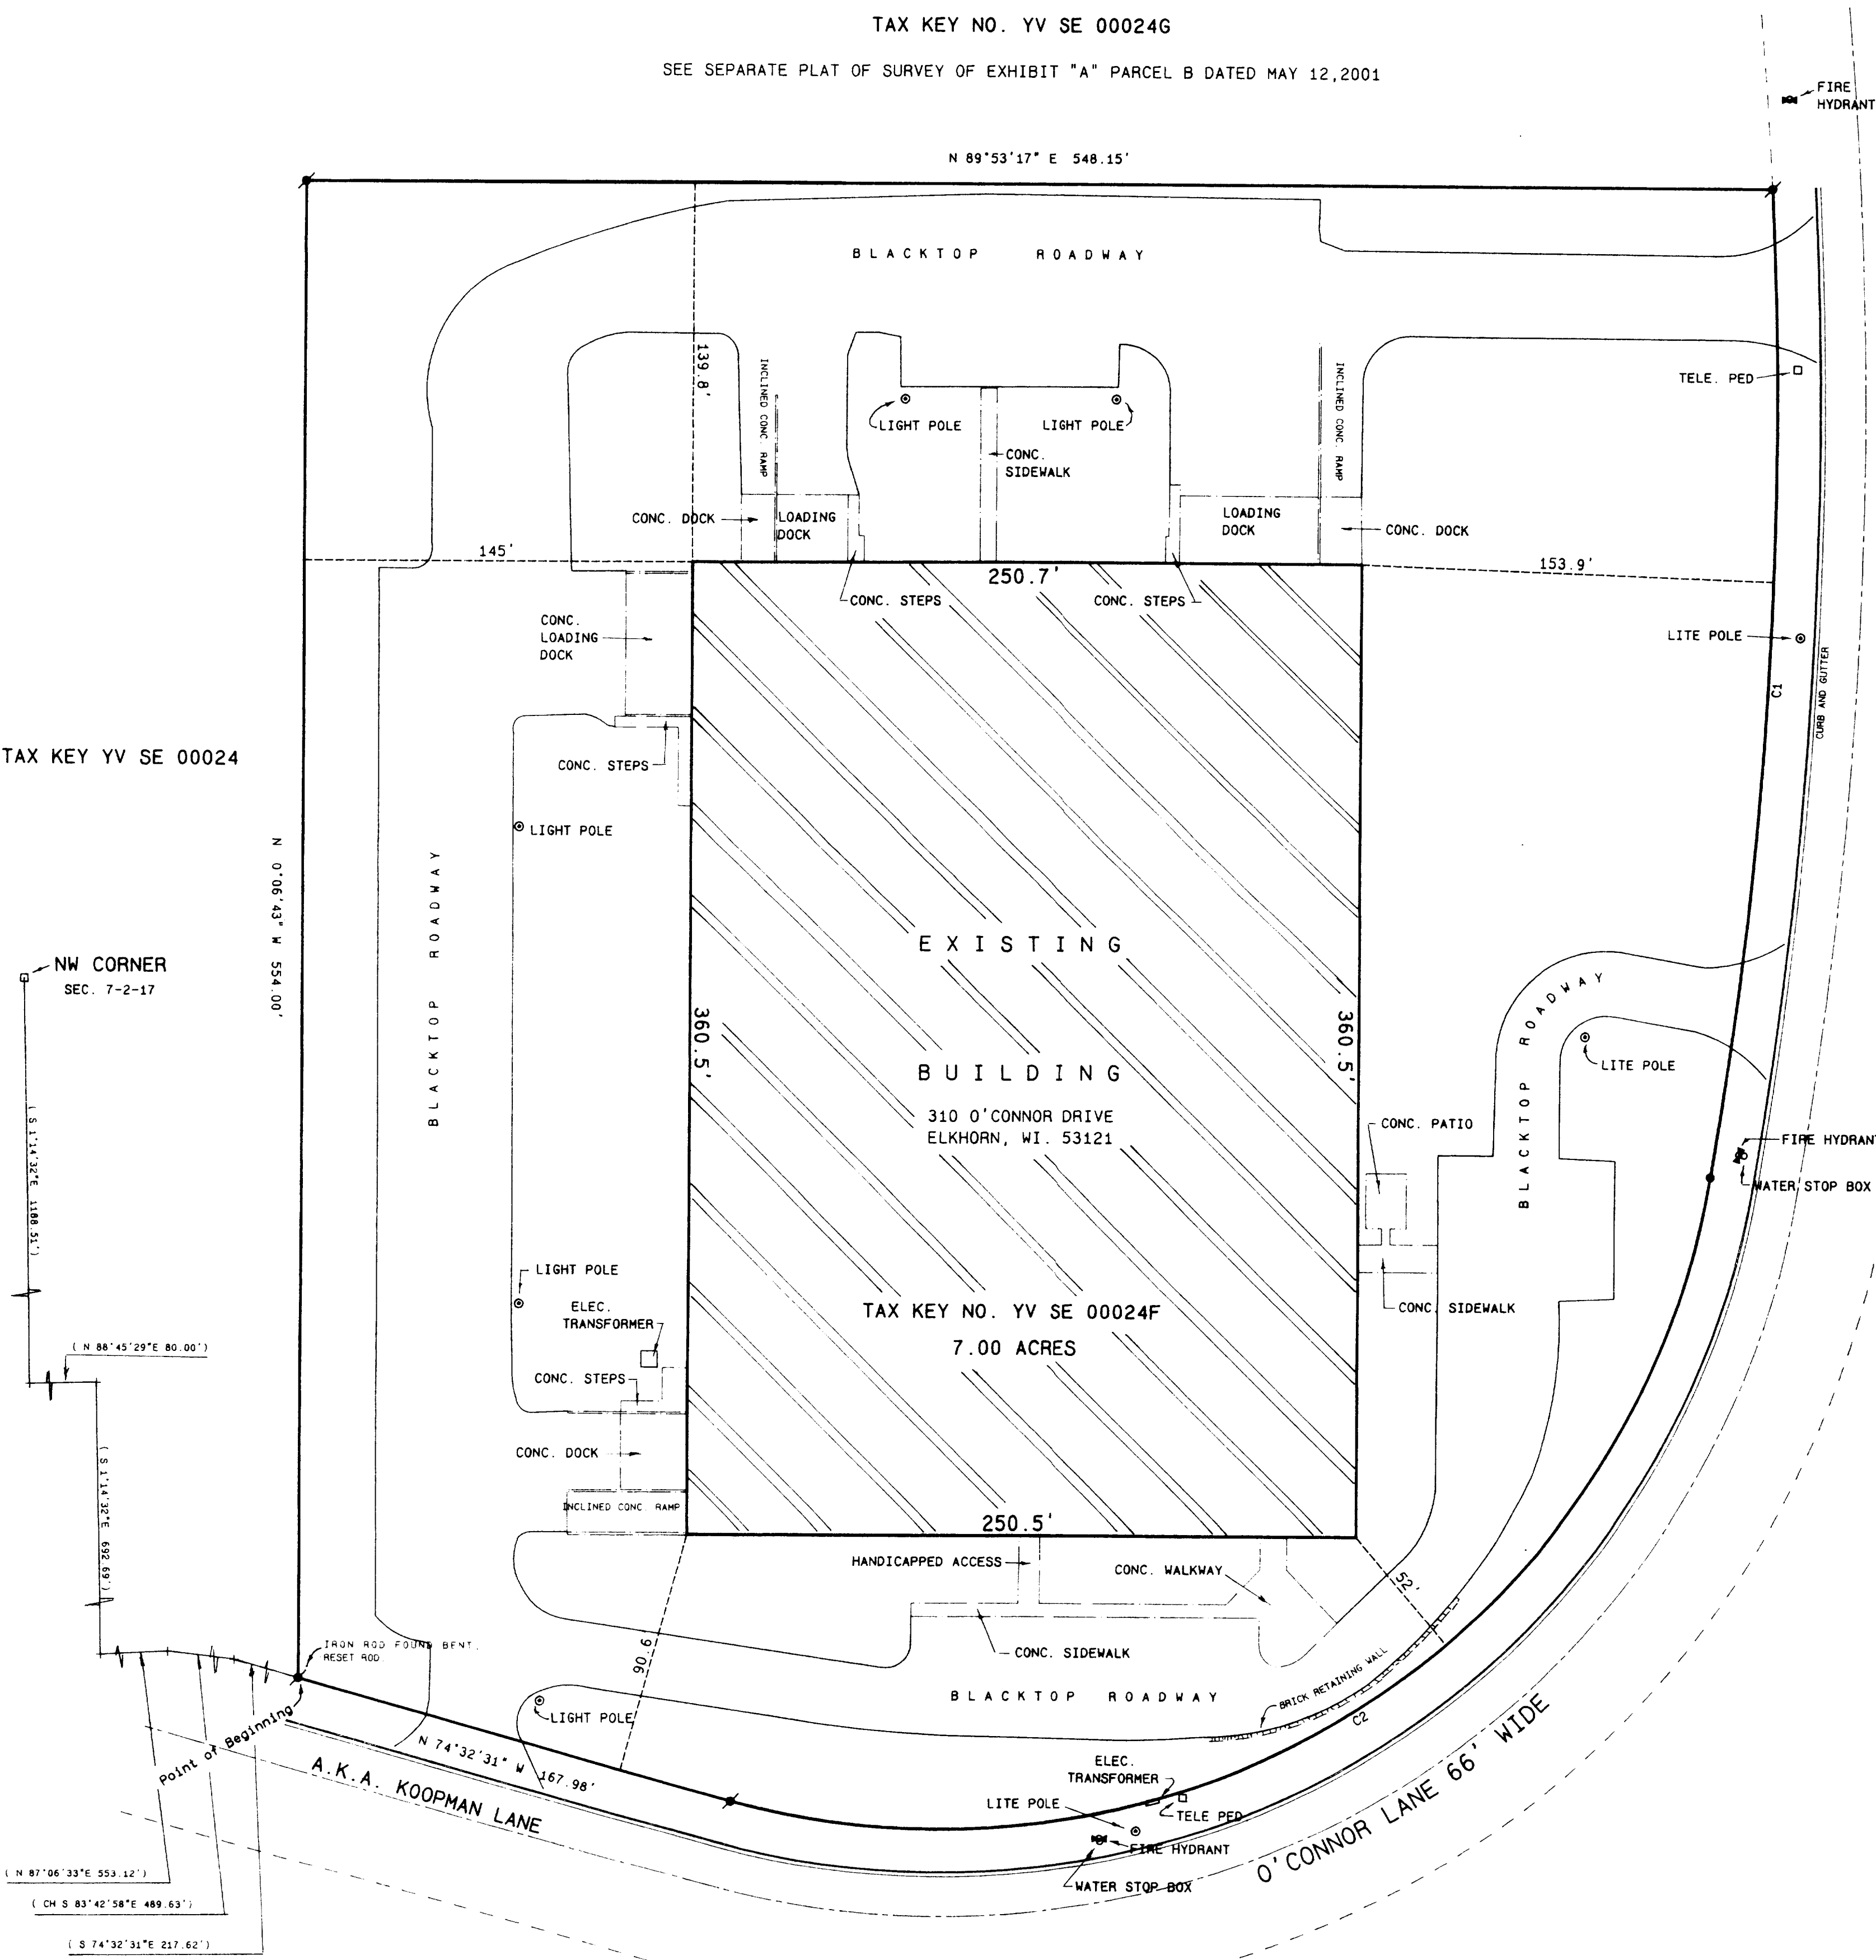 TAX KEY NO. YV SE 00024G
SEE SEPARATE PLAT OF SURVEY OF EXHIBIT "A" PARCEL B DATED MAY 12,2001
FIRE
HYDRANT
N 89°53'17" E 548.15'
BLACKTOP ROADWAY
139.8'
INCLINED CONC. RAMP
INCLINED CONC. RAMP
TELE. PED
LIGHT POLE
LIGHT POLE
CONC.
SIDEWALK
CONC. DOCK
LOADING
DOCK
LOADING
DOCK
CONC. DOCK
145'
250.7'
153.9'
CONC. STEPS
CONC. STEPS
CONC.
LOADING
DOCK
LITE POLE
C1
CURB AND GUTTER
TAX KEY YV SE 00024
CONC. STEPS
LIGHT POLE
N 0°06'43" W 554.00'
BLACKTOP ROADWAY
EXISTING
NW CORNER
SEC. 7-2-17
BLACKTOP ROADWAY
360.5'
360.5'
LITE POLE
BUILDING
310 O'CONNOR DRIVE
ELKHORN, WI. 53121
CONC. PATIO
FIRE HYDRANT
WATER STOP BOX
( S 1°14'32"E 1188.51')
LIGHT POLE
ELEC.
TRANSFORMER
TAX KEY NO. YV SE 00024F
7.00 ACRES
CONC. SIDEWALK
( N 88°45'29"E 80.00')
CONC. STEPS
CONC. DOCK
INCLINED CONC. RAMP
250.5'
( S 1°14'32"E 692.69')
HANDICAPPED ACCESS
CONC. WALKWAY
52'
IRON ROD FOUND BENT.
RESET ROD
90.6
CONC. SIDEWALK
BRICK RETAINING WALL
BLACKTOP ROADWAY
LIGHT POLE
C2
Point of Beginning
N 74°32'31" W 167.98'
A.K.A. KOOPMAN LANE
ELEC.
TRANSFORMER
LITE POLE
TELE PED
FIRE HYDRANT
O'CONNOR LANE 66' WIDE
WATER STOP BOX
( N 87°06'33"E 553.12')
( CH S 83°42'58"E 489.63')
( S 74°32'31"E 217.62')